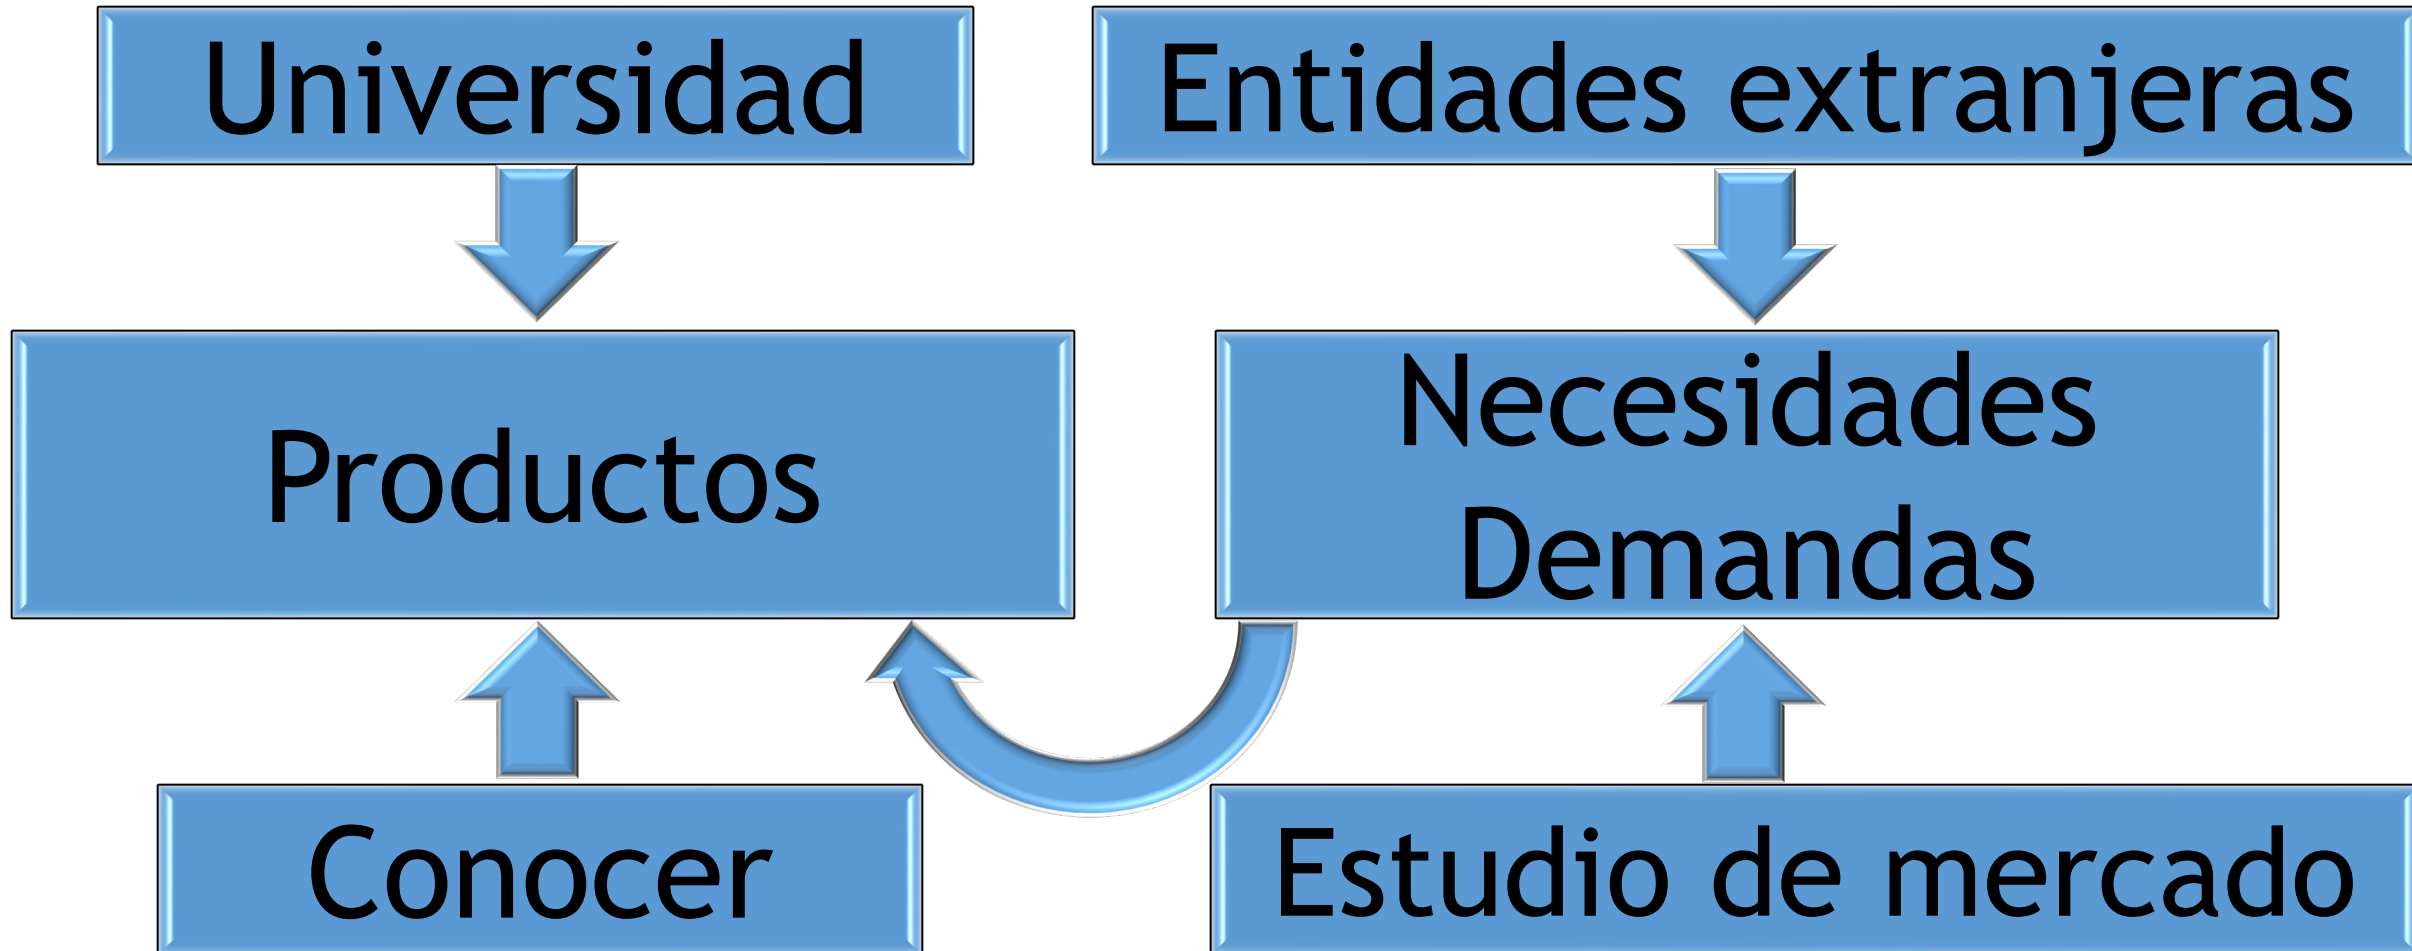 Universidad
Entidades extranjeras
Productos
Necesidades
Demandas
Conocer
Estudio de mercado